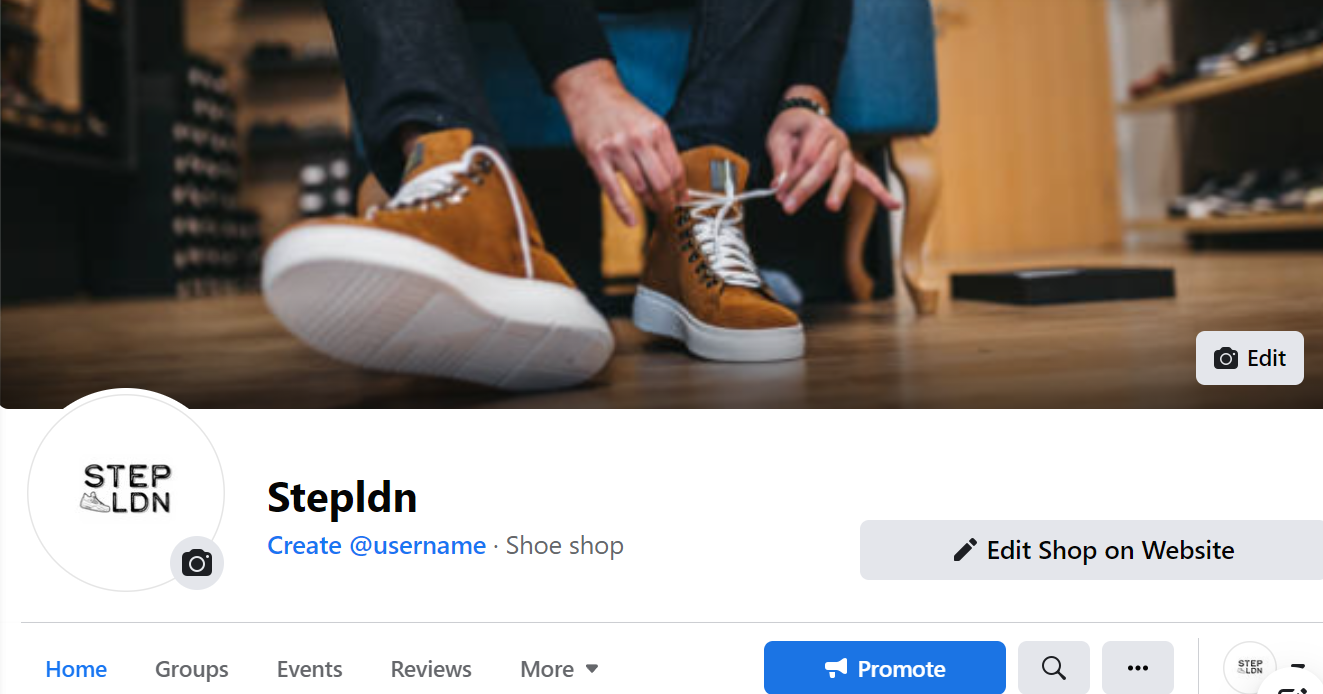 Edit
STEP
LDN
Stepldn
Create @username · Shoe shop
Edit Shop on Website
Home Groups Events Reviews More Promote
STEP
LDN